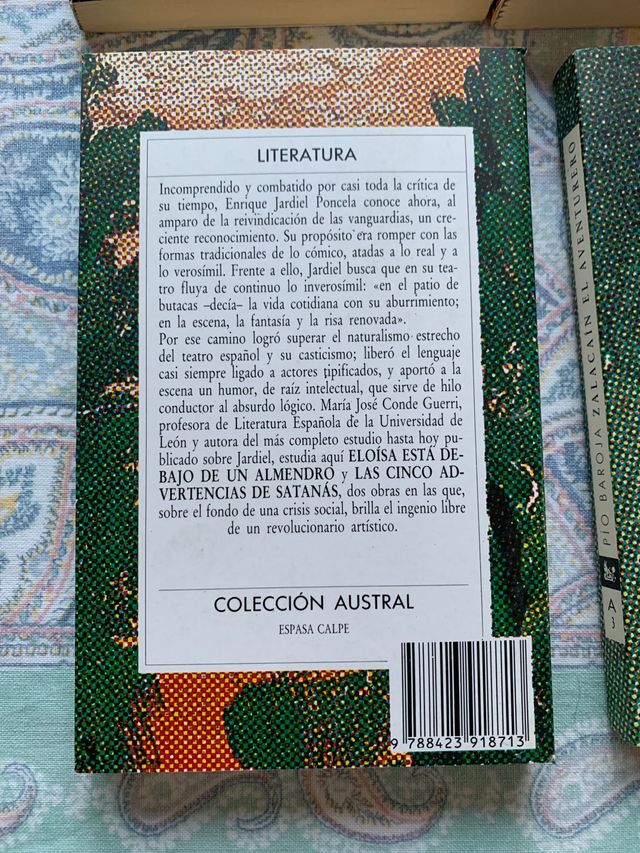 LITERATURA
Incomprendido y combatido por casi toda la crítica de
su tiempo, Enrique Jardiel Poncela conoce ahora, al
amparo de la reivindicación de las vanguardias, un cre-
ciente reconocimiento. Su propósito era romper con las
formas tradicionales de lo cómico, atadas a lo real y a
lo verosímil. Frente a ello, Jardiel busca que en su tea-
tro fluya de continuo lo inverosímil: «en el patio de
butacas –decía– la vida cotidiana con su aburrimiento;
en la escena, la fantasía y la risa renovada».
Por ese camino logró superar el naturalismo estrecho
del teatro español y su casticismo; liberó el lenguaje
casi siempre ligado a actores tipificados, y aportó a la
escena un humor, de raíz intelectual, que sirve de hilo
conductor al absurdo lógico. María José Conde Guerri,
profesora de Literatura Española de la Universidad de
León y autora del más completo estudio hasta hoy pu-
blicado sobre Jardiel, estudia aquí ELOÍSA ESTÁ DE-
BAJO DE UN ALMENDRO y LAS CINCO AD-
VERTENCIAS DE SATANÁS, dos obras en las que,
sobre el fondo de una crisis social, brilla el ingenio libre
de un revolucionario artístico.
COLECCIÓN AUSTRAL
ESPASA CALPE
9 788423 918713
PIO BAROJA ZALACAÍN EL AVENTURERO
A 3